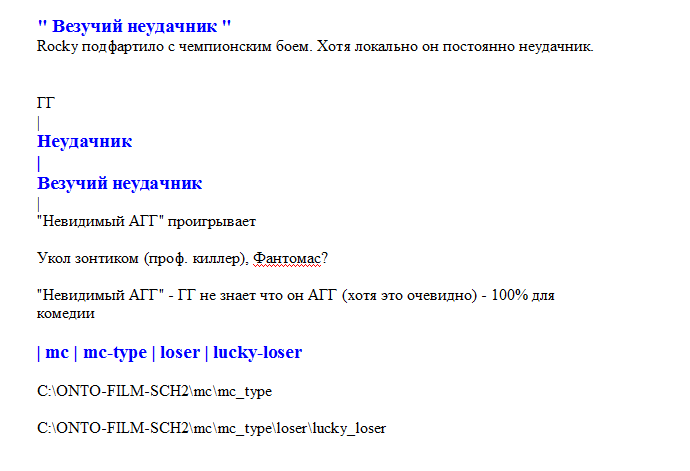 " Везучий неудачник "
Rocky подфартило с чемпионским боем. Хотя локально он постоянно неудачник.
ГГ
|
Неудачник
|
Везучий неудачник
|
"Невидимый АГГ" проигрывает
Укол зонтиком (проф. киллер), Фантомас?
"Невидимый АГГ" - ГГ не знает что он АГГ (хотя это очевидно) - 100% для
комедии
| mc | mc-type | loser | lucky-loser
C:\ONTO-FILM-SCH2\mc\mc_type
C:\ONTO-FILM-SCH2\mc\mc_type\loser\lucky_loser